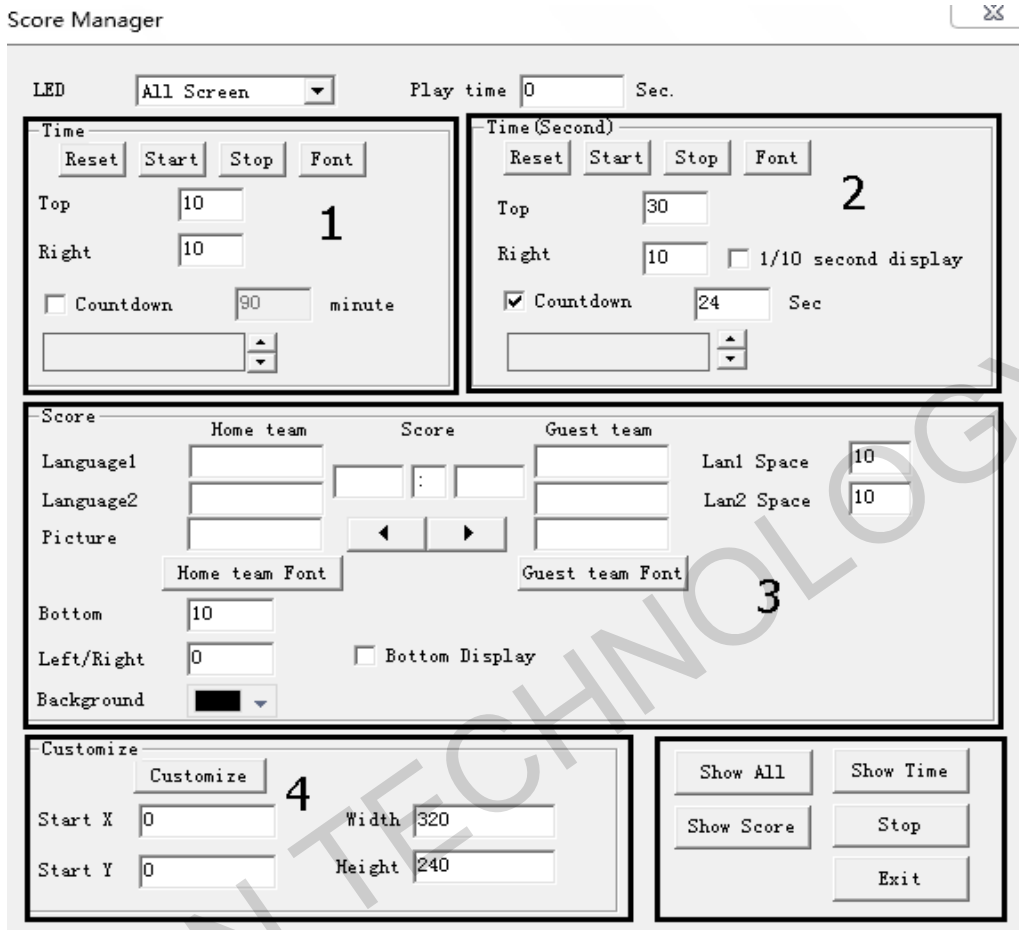 Score Manager
LED All Screen Play time 0 Sec.
Time
Reset Start Stop Font
Top 10
Right 10
1
Countdown 90 minute
Time(Second)
Reset Start Stop Font
Top 30
2
Right 10 1/10 second display
Countdown 24 Sec
Score
Home team Score Guest team
Language1 : Lan1 Space 10
Language2 Lan2 Space 10
Picture
Home team Font Guest team Font
3
Bottom 10
Left/Right 0 Bottom Display
Background
Customize
Customize
4
Start X 0 Width 320
Start Y 0 Height 240
Show All Show Time
Show Score Stop
Exit
N TECHNOLOGY